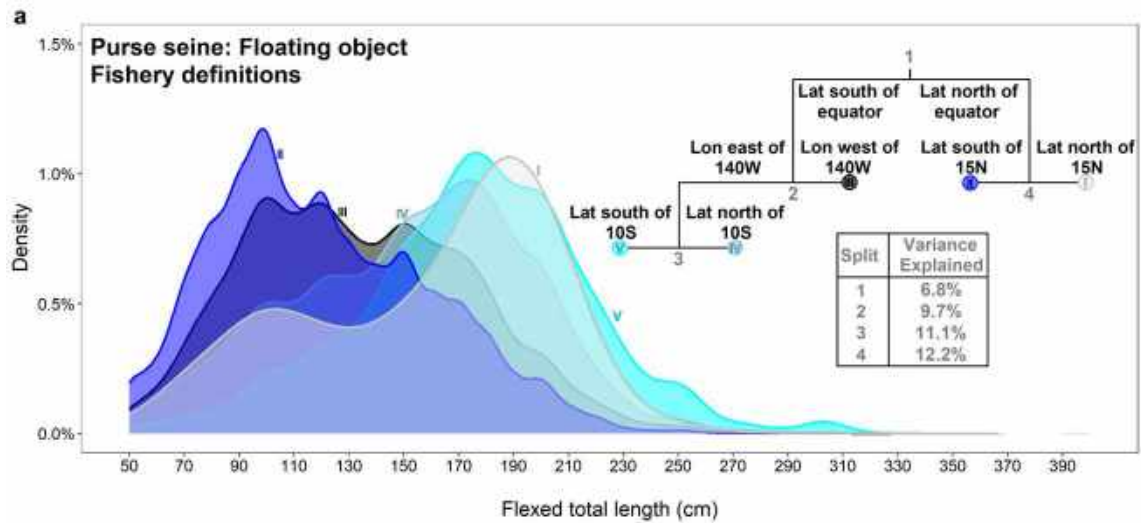 a
Purse seine: Floating object
Fishery definitions
1
Lat south of equator
Lat north of equator
Lon east of 140W
Lon west of 140W
Lat south of 15N
Lat north of 15N
2
III
II
4
I
Lat south of 10S
Lat north of 10S
V
3
IV
Split
Variance Explained
1
6.8%
2
9.7%
3
11.1%
4
12.2%
II
III
IV
I
V
Density
1.5%
1.0%
0.5%
0.0%
50 70 90 110 130 150 170 190 210 230 250 270 290 310 330 350 370 390
Flexed total length (cm)